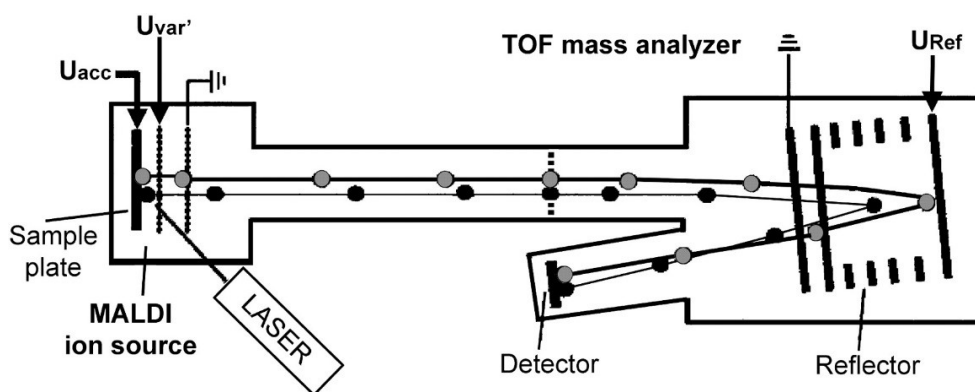 Uvar'
Uacc
TOF mass analyzer
URef
Sample
plate
MALDI
ion source
LASER
Detector
Reflector